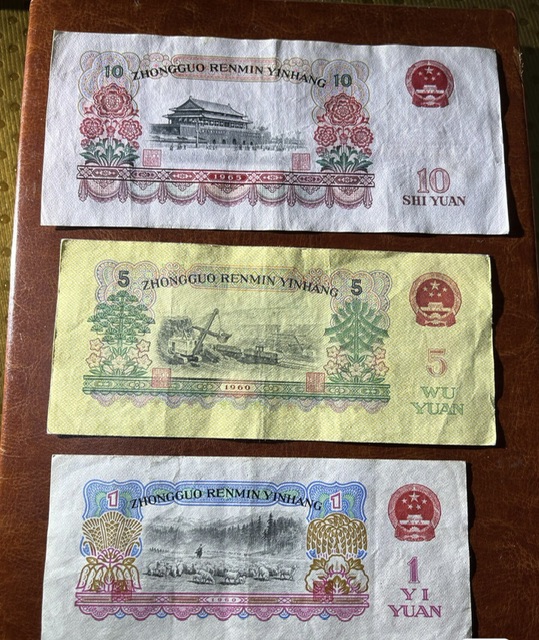 10 ZHONGGUO RENMIN YINHANG 10
1965
10
SHI YUAN
5 ZHONGGUO RENMIN YINHANG 5
1960
5
WU
YUAN
1 ZHONGGUO RENMIN YINHANG 1
1960
1
YI
YUAN